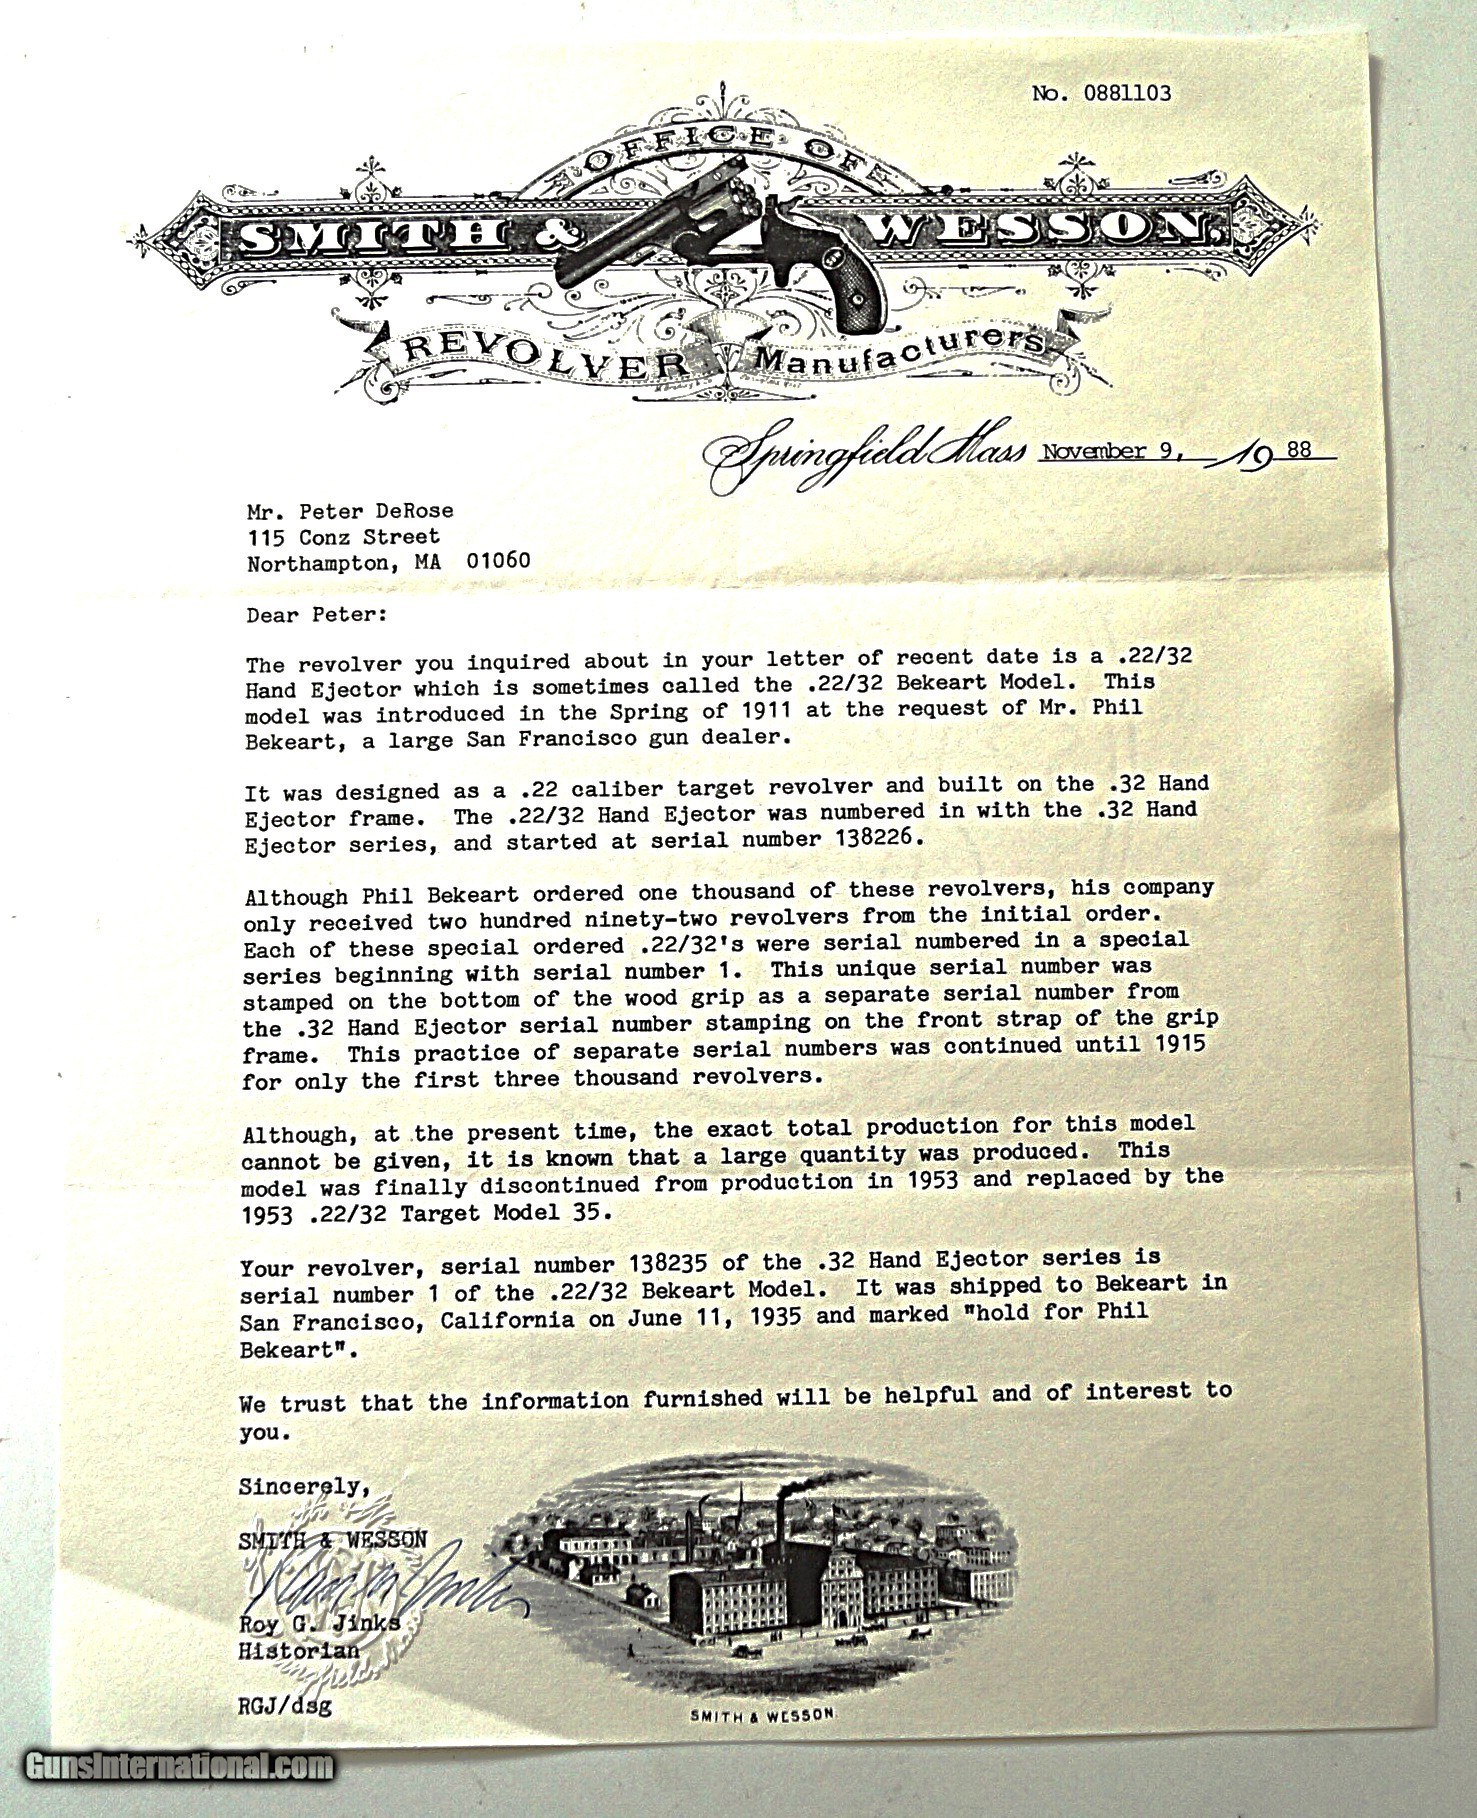 No. 0881103
OFFICE OF
SMITH & WESSON,
REVOLVER Manufacturers
Springfield Mass November 9, 1988
Mr. Peter DeRose
115 Conz Street
Northampton, MA 01060
Dear Peter:
The revolver you inquired about in your letter of recent date is a .22/32
Hand Ejector which is sometimes called the .22/32 Bekeart Model. This
model was introduced in the Spring of 1911 at the request of Mr. Phil
Bekeart, a large San Francisco gun dealer.
It was designed as a .22 caliber target revolver and built on the .32 Hand
Ejector frame. The .22/32 Hand Ejector was numbered in with the .32 Hand
Ejector series, and started at serial number 138226.
Although Phil Bekeart ordered one thousand of these revolvers, his company
only received two hundred ninety-two revolvers from the initial order.
Each of these special ordered .22/32's were serial numbered in a special
series beginning with serial number 1. This unique serial number was
stamped on the bottom of the wood grip as a separate serial number from
the .32 Hand Ejector serial number stamping on the front strap of the grip
frame. This practice of separate serial numbers was continued until 1915
for only the first three thousand revolvers.
Although, at the present time, the exact total production for this model
cannot be given, it is known that a large quantity was produced. This
model was finally discontinued from production in 1953 and replaced by the
1953 .22/32 Target Model 35.
Your revolver, serial number 138235 of the .32 Hand Ejector series is
serial number 1 of the .22/32 Bekeart Model. It was shipped to Bekeart in
San Francisco, California on June 11, 1935 and marked "hold for Phil
Bekeart".
We trust that the information furnished will be helpful and of interest to
you.
Sincerely,
SMITH & WESSON
Roy G. Jinks
Roy G. Jinks
Historian
RGJ/dsg
SMITH & WESSON.
GunsInternational.com